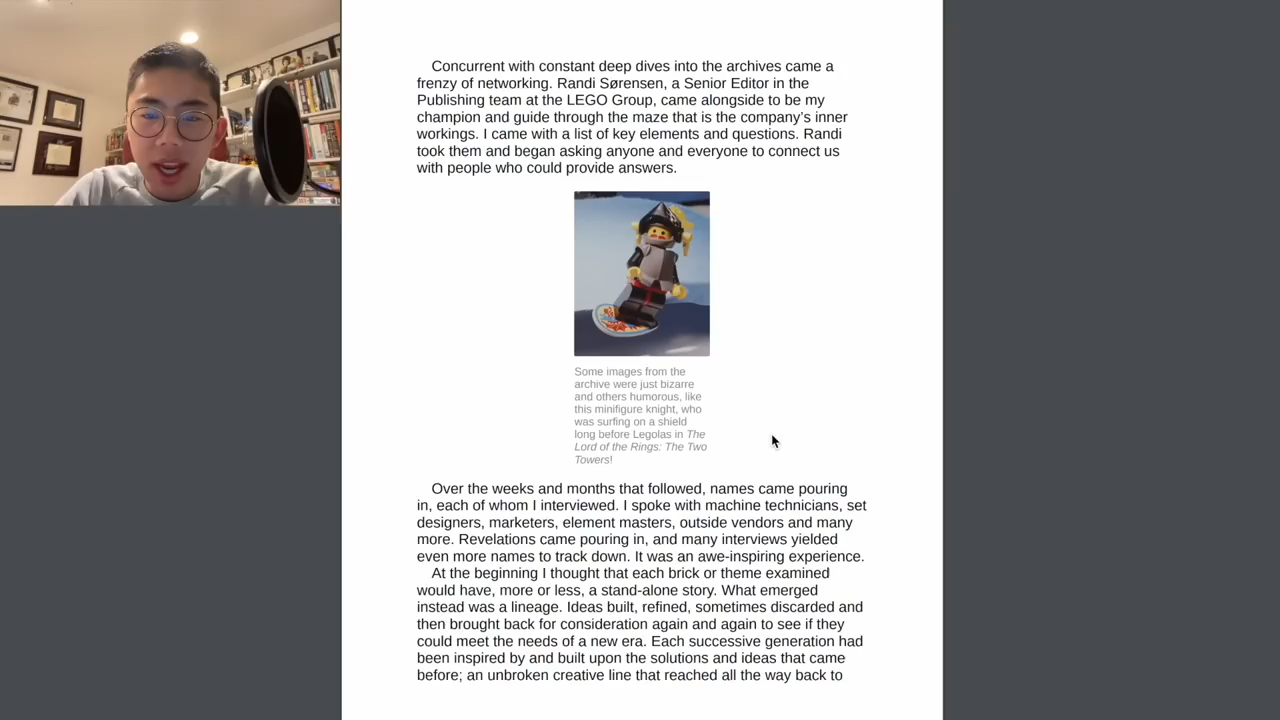 Concurrent with constant deep dives into the archives came a
frenzy of networking. Randi Sørensen, a Senior Editor in the
Publishing team at the LEGO Group, came alongside to be my
champion and guide through the maze that is the company's inner
workings. I came with a list of key elements and questions. Randi
took them and began asking anyone and everyone to connect us
with people who could provide answers.
Some images from the
archive were just bizarre
and others humorous, like
this minifigure knight, who
was surfing on a shield
long before Legolas in The
Lord of the Rings: The Two
Towers!
Over the weeks and months that followed, names came pouring
in, each of whom I interviewed. I spoke with machine technicians, set
designers, marketers, element masters, outside vendors and many
more. Revelations came pouring in, and many interviews yielded
even more names to track down. It was an awe-inspiring experience.
At the beginning I thought that each brick or theme examined
would have, more or less, a stand-alone story. What emerged
instead was a lineage. Ideas built, refined, sometimes discarded and
then brought back for consideration again and again to see if they
could meet the needs of a new era. Each successive generation had
been inspired by and built upon the solutions and ideas that came
before; an unbroken creative line that reached all the way back to